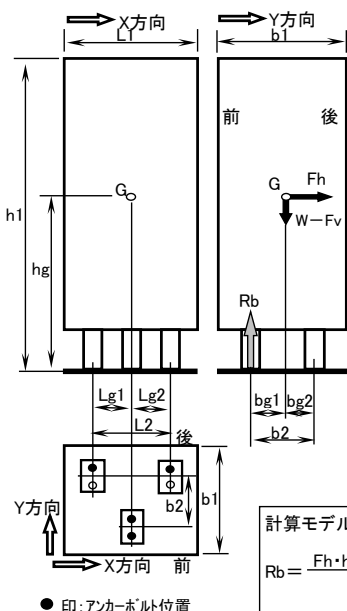 X方向
Y方向
L1
b1
前
後
G
G
Fh
W－Fv
h1
hg
Rb
Lg1
Lg2
L2
bg1
bg2
b2
後
Y方向
b2
b1
X方向
前
計算モデル
Rb＝ Fh・h
● 印：アンカーボルト位置